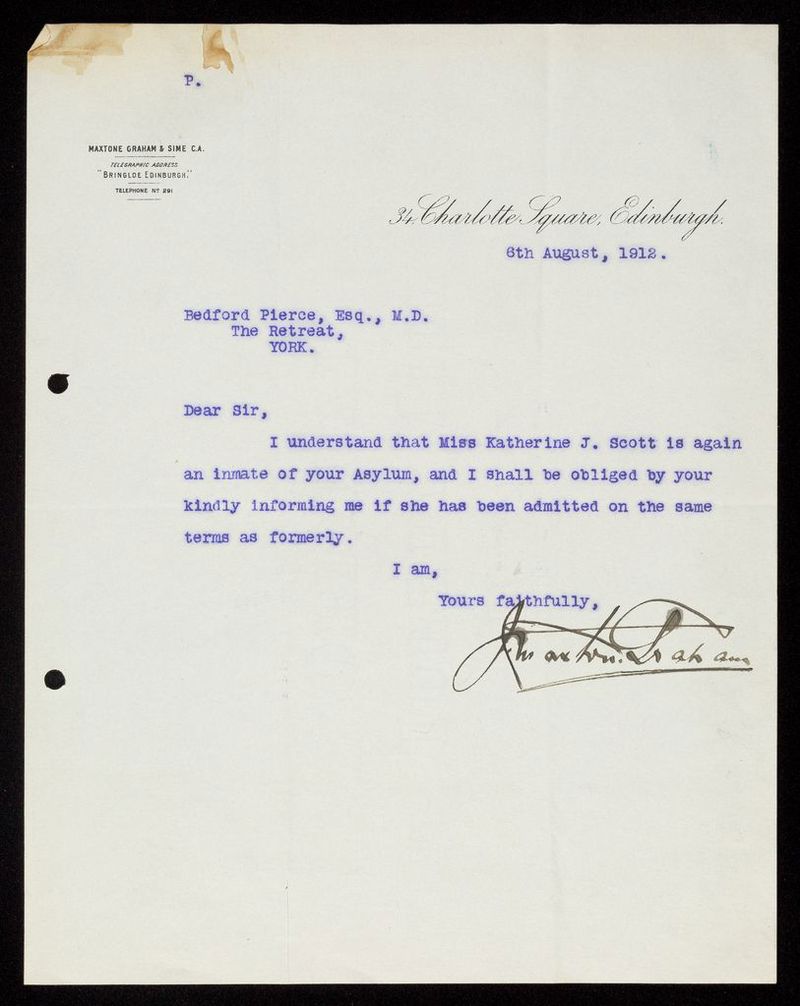 P.
MAXTONE GRAHAM & SIME C.A.
TELEGRAPHIC ADDRESS
"BRINGLOE EDINBURGH."
TELEPHONE Nº 291
34, Charlotte Square, Edinburgh.
6th August, 1912.
Bedford Pierce, Esq., M.D.
The Retreat,
YORK.
Dear Sir,
I understand that Miss Katherine J. Scott is again
an inmate of your Asylum, and I shall be obliged by your
kindly informing me if she has been admitted on the same
terms as formerly.
I am,
Yours faithfully,
J Maxtone Graham